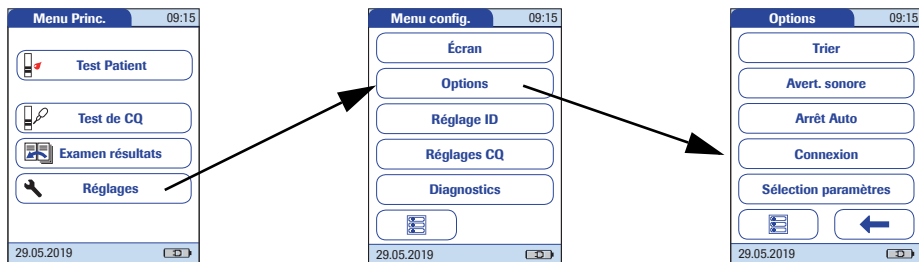 Menu Princ. 09:15
Test Patient
Test de CQ
Examen résultats
Réglages
29.05.2019
Menu config. 09:15
Écran
Options
Réglage ID
Réglages CQ
Diagnostics
29.05.2019
Options 09:15
Trier
Avert. sonore
Arrêt Auto
Connexion
Sélection paramètres
29.05.2019